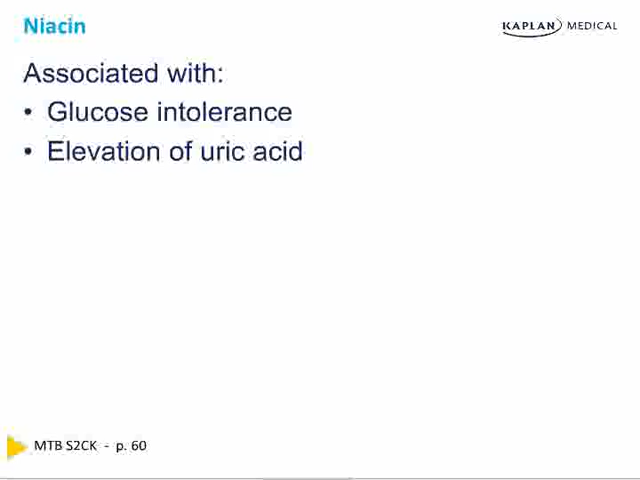 Niacin
KAPLAN MEDICAL
Associated with:
• Glucose intolerance
• Elevation of uric acid
MTB S2CK - p. 60